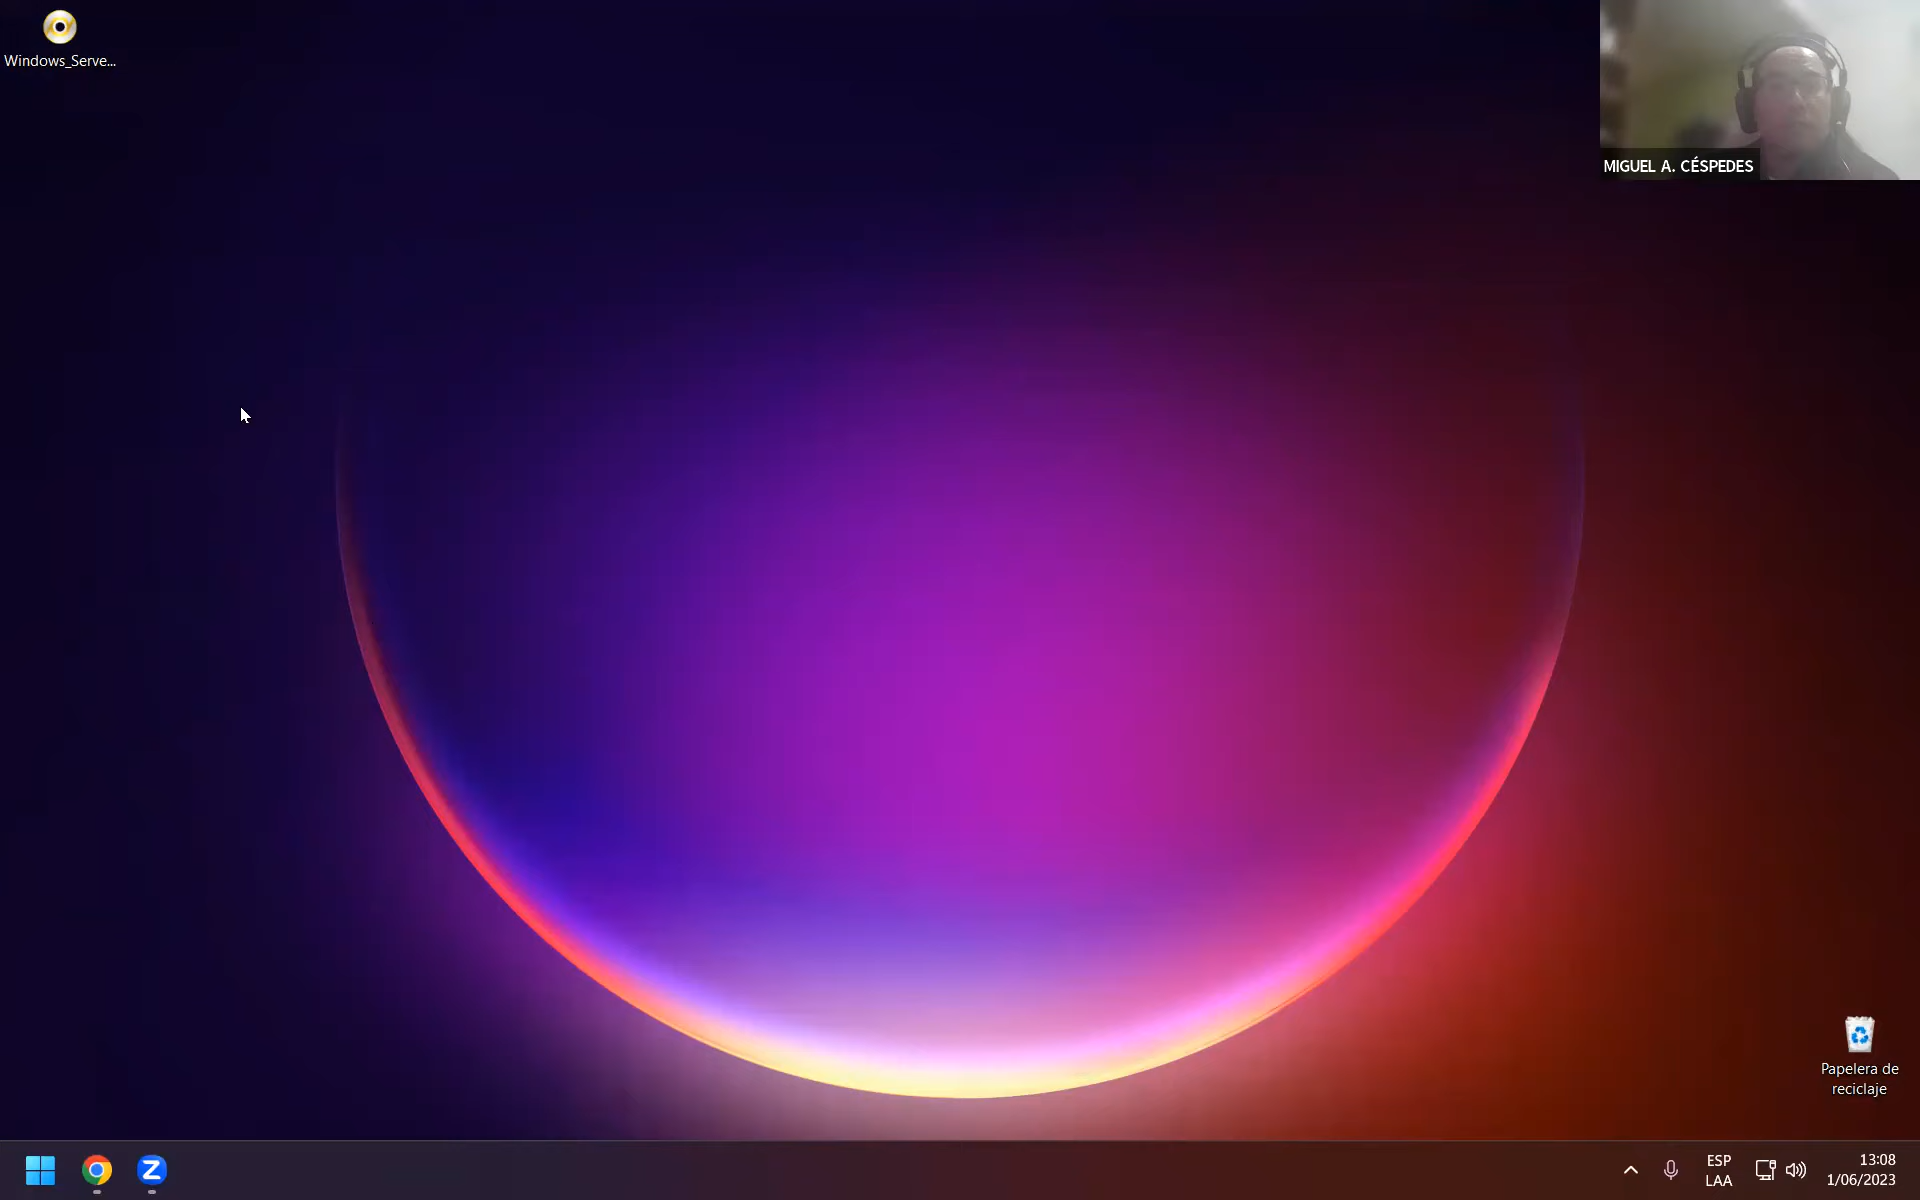 Windows_Serve...
MIGUEL A. CÉSPEDES
Papelera de
reciclaje
ESP
LAA
13:08
1/06/2023